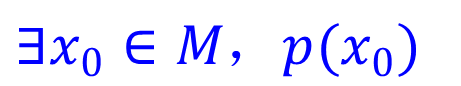 ∃x₀ ∈ M，p(x₀)